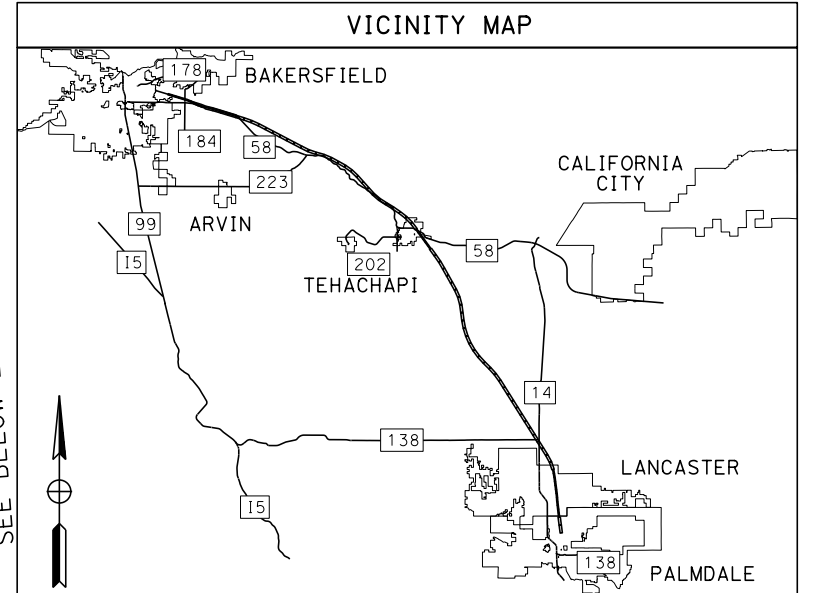 VICINITY MAP
178
BAKERSFIELD
184
58
CALIFORNIA
CITY
223
99
ARVIN
I5
202
58
TEHACHAPI
14
138
LANCASTER
I5
138
PALMDALE
SEE BELOW